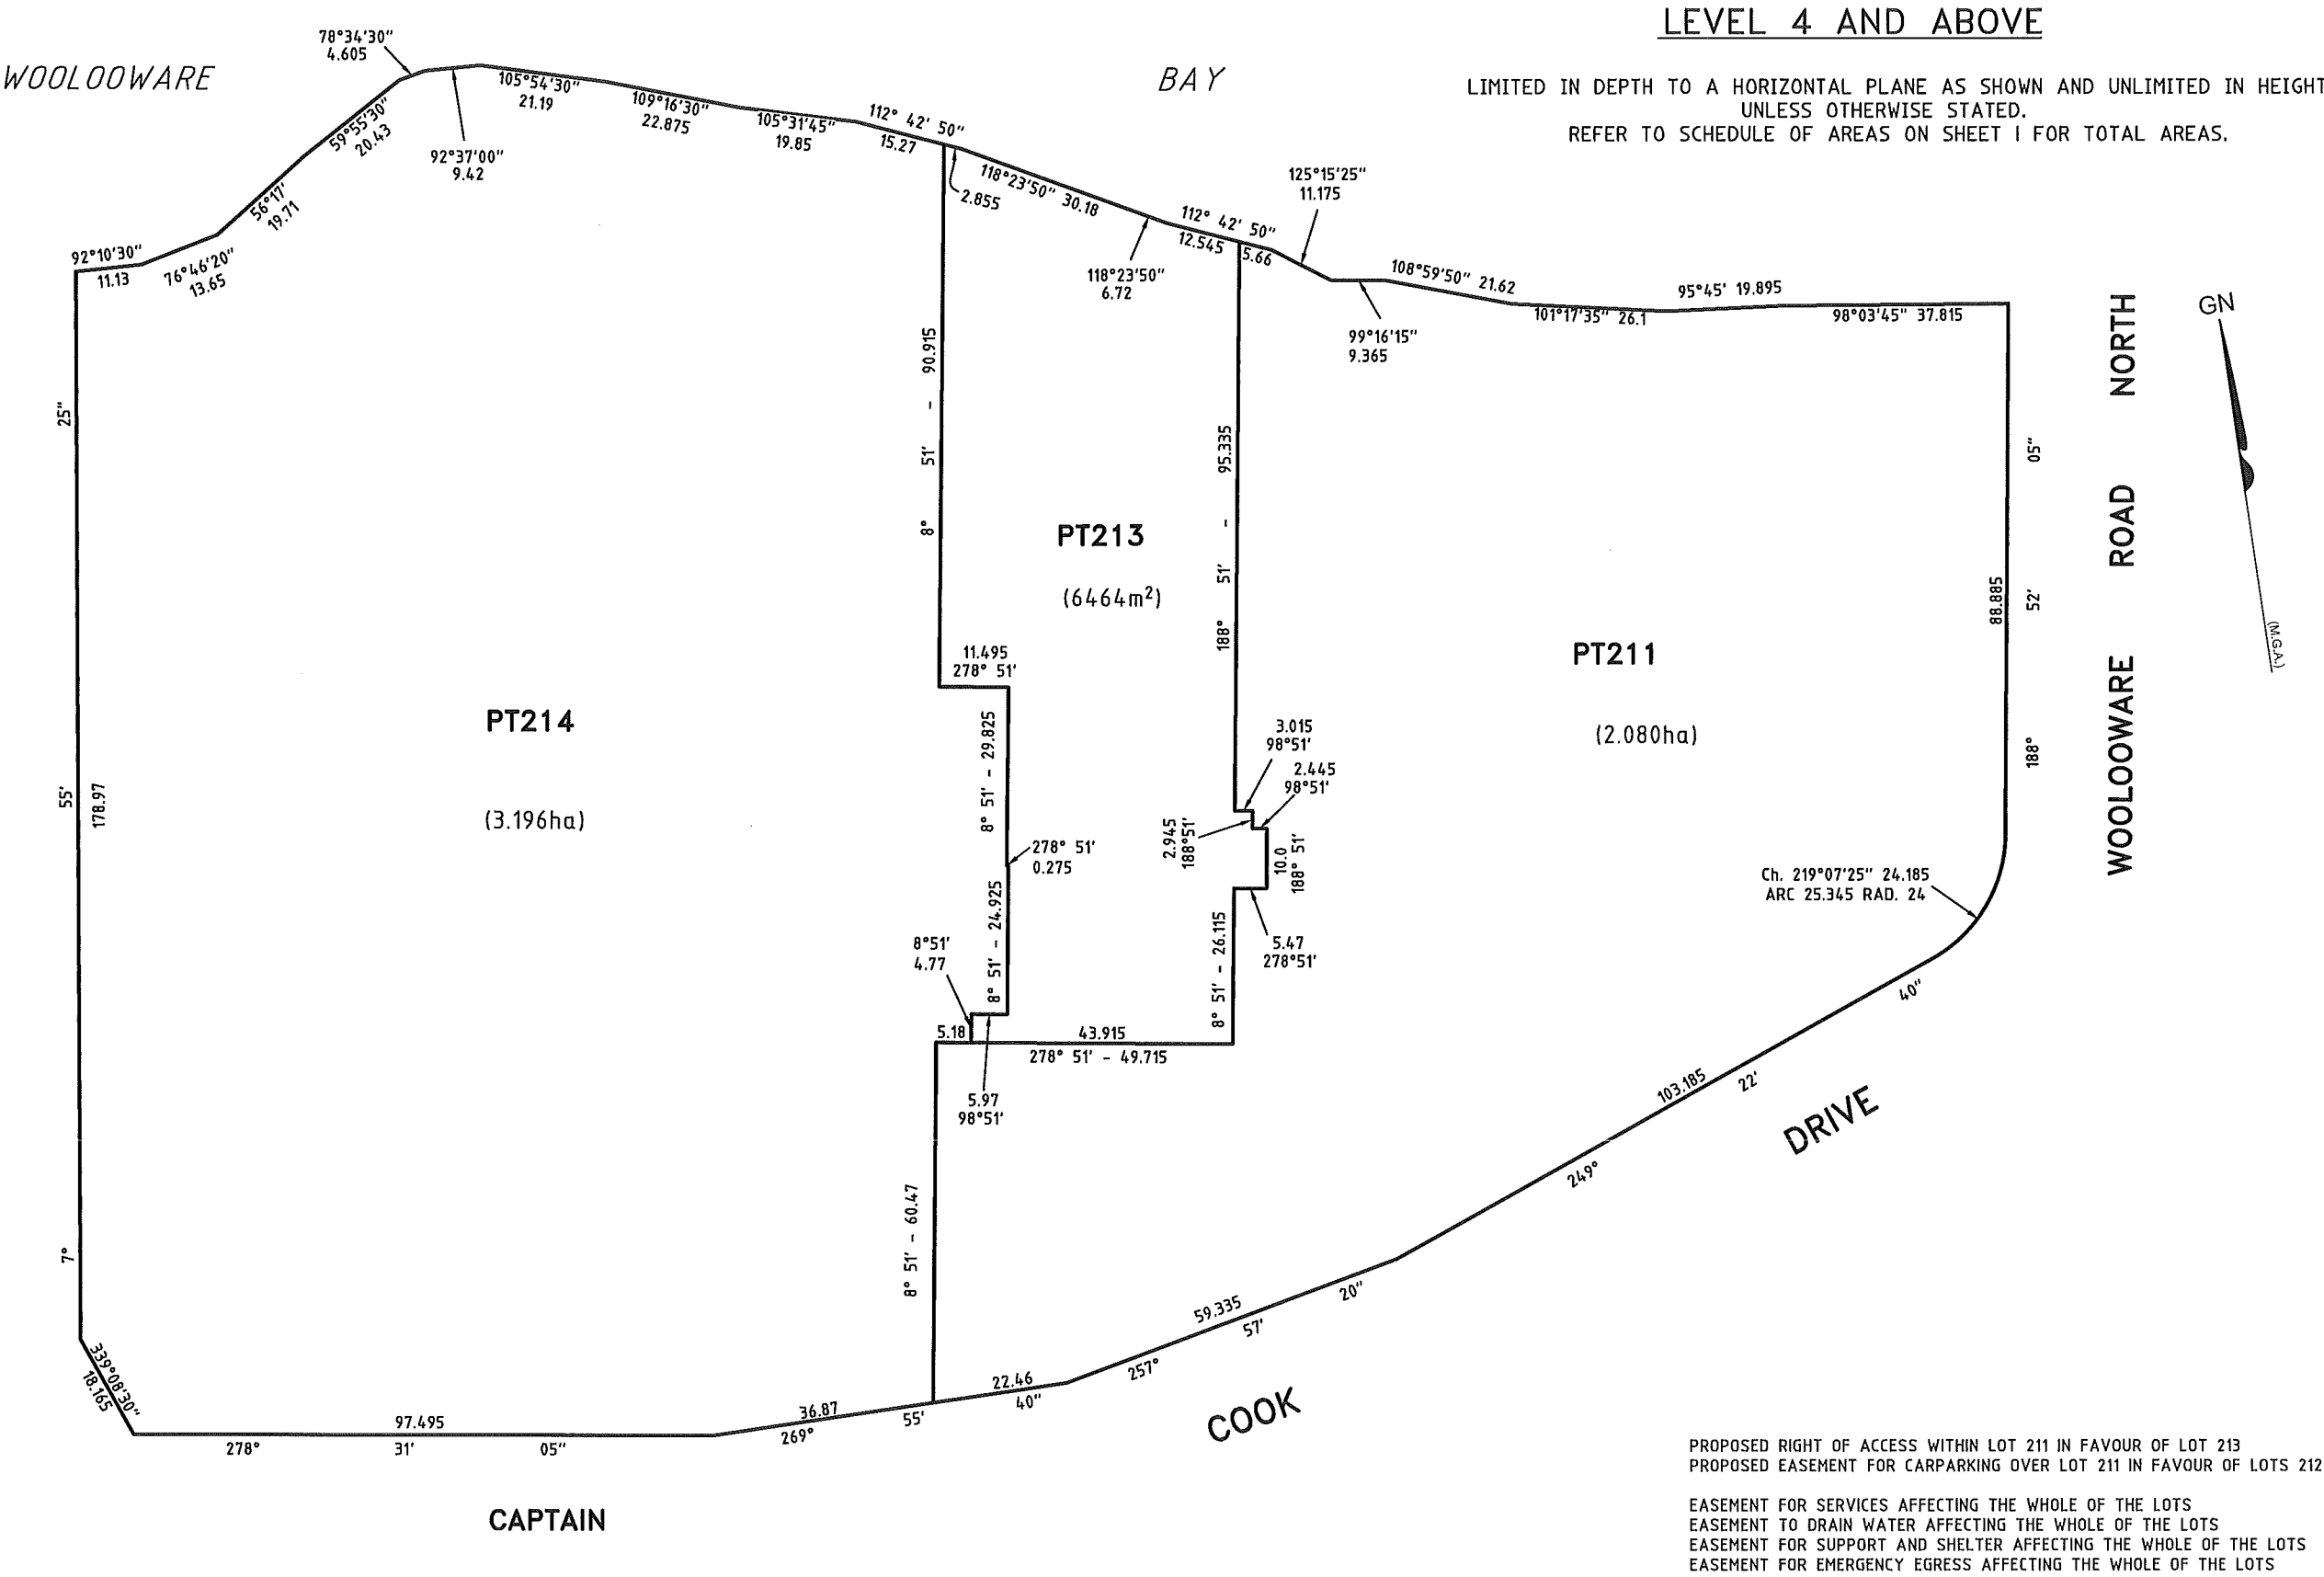 LEVEL 4 AND ABOVE
LIMITED IN DEPTH TO A HORIZONTAL PLANE AS SHOWN AND UNLIMITED IN HEIGHT
UNLESS OTHERWISE STATED.
REFER TO SCHEDULE OF AREAS ON SHEET 1 FOR TOTAL AREAS.
WOOLOOWARE
BAY
78°34'30"
4.605
59°55'30"
20.43
92°37'00"
9.42
105°54'30"
21.19
109°16'30"
22.875
105°31'45"
19.85
112° 42' 50"
15.27
2.855
118°23'50" 30.18
118°23'50"
6.72
112° 42' 50"
12.545
5.66
125°15'25"
11.175
99°16'15"
9.365
108°59'50" 21.62
101°17'35" 26.1
95°45' 19.895
98°03'45" 37.815
56°17'
19.71
92°10'30"
11.13
76°46'20"
13.65
7° 55' 25"
178.97
8° 51' - 90.915
188° 51' - 95.335
188° 52' 05"
88.885
WOOLOOWARE ROAD NORTH
GN
(M.G.A.)
PT213
(6464m²)
PT211
(2.080ha)
PT214
(3.196ha)
11.495
278° 51'
8° 51' - 29.825
278° 51'
0.275
8° 51' - 24.925
8°51'
4.77
5.18
43.915
278° 51' - 49.715
5.97
98°51'
3.015
98°51'
2.445
98°51'
2.945
188°51'
10.0
188° 51'
5.47
278°51'
8° 51' - 26.115
8° 51' - 60.47
Ch. 219°07'25" 24.185
ARC 25.345 RAD. 24
103.185
249° 22' 40"
59.335
257° 57' 20"
22.46
36.87
269° 55' 40"
97.495
278° 31' 05"
339°08'30"
18.165
CAPTAIN
COOK
DRIVE
PROPOSED RIGHT OF ACCESS WITHIN LOT 211 IN FAVOUR OF LOT 213
PROPOSED EASEMENT FOR CARPARKING OVER LOT 211 IN FAVOUR OF LOTS 212
EASEMENT FOR SERVICES AFFECTING THE WHOLE OF THE LOTS
EASEMENT TO DRAIN WATER AFFECTING THE WHOLE OF THE LOTS
EASEMENT FOR SUPPORT AND SHELTER AFFECTING THE WHOLE OF THE LOTS
EASEMENT FOR EMERGENCY EGRESS AFFECTING THE WHOLE OF THE LOTS